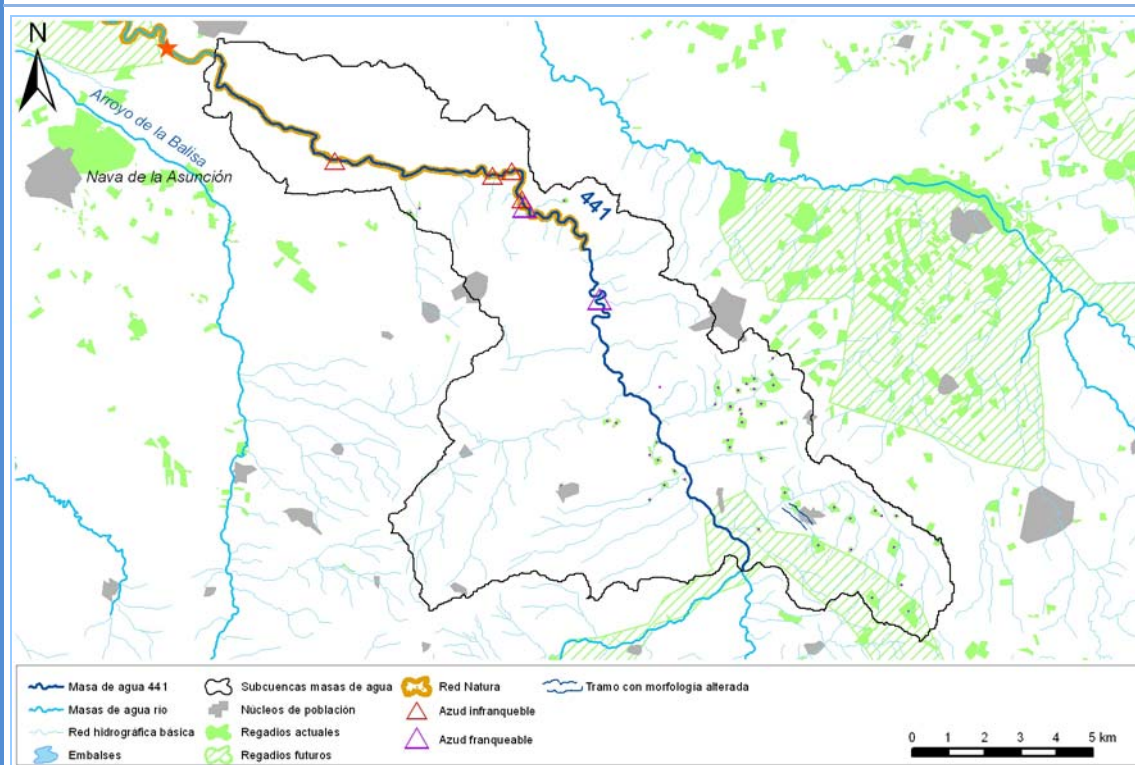 N
Arroyo de la Balisa
Nava de la Asunción
441
Masa de agua 441
Masas de agua río
Red hidrográfica básica
Embalses
Subcuencas masas de agua
Núcleos de población
Regadíos actuales
Regadíos futuros
Red Natura
Azud infranqueable
Azud franqueable
Tramo con morfología alterada
0 1 2 3 4 5 km